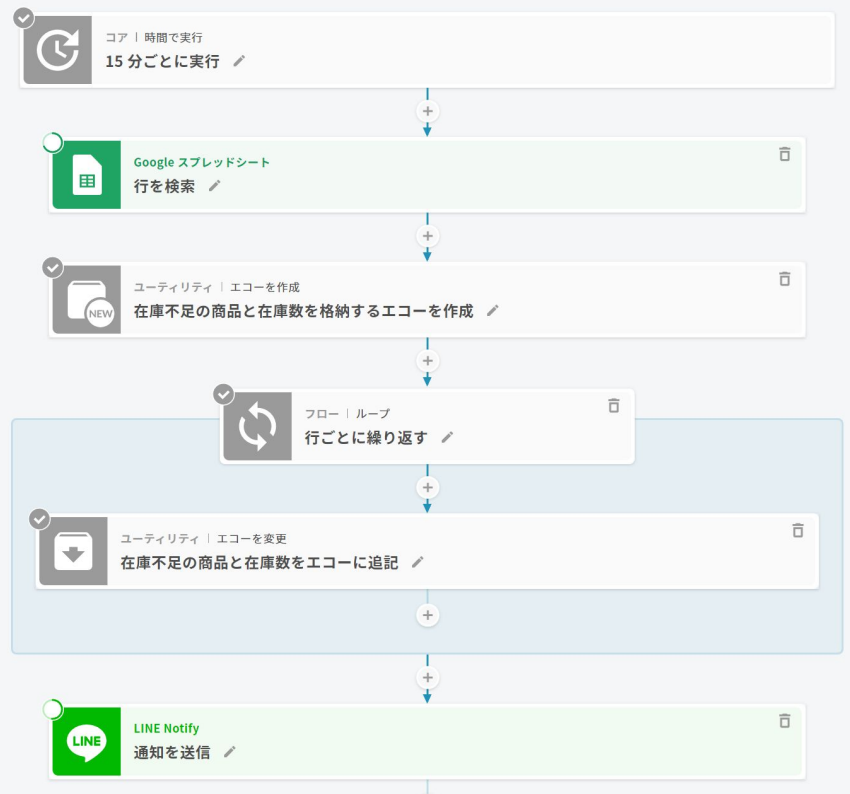 コア | 時間で実行
15 分ごとに実行
Google スプレッドシート
行を検索
ユーティリティ | エコーを作成
NEW
在庫不足の商品と在庫数を格納するエコーを作成
フロー | ループ
行ごとに繰り返す
ユーティリティ | エコーを変更
在庫不足の商品と在庫数をエコーに追記
LINE Notify
LINE
通知を送信